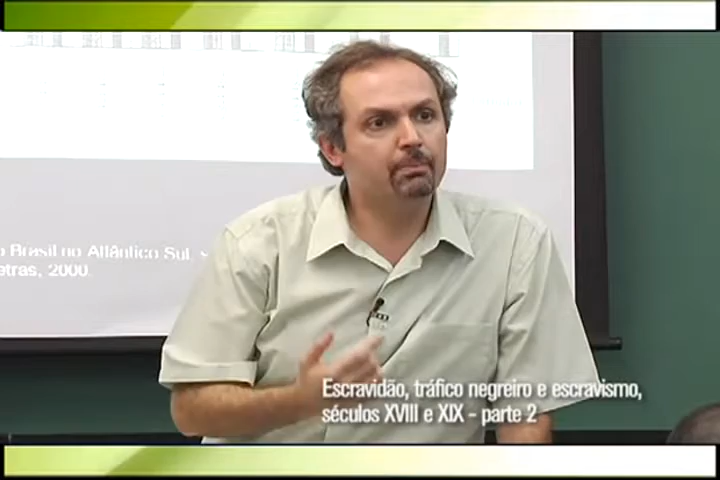 o Brasil no Atlântico Sul.
etras, 2000.
Escravidão, tráfico negreiro e escravismo,
séculos XVIII e XIX - parte 2